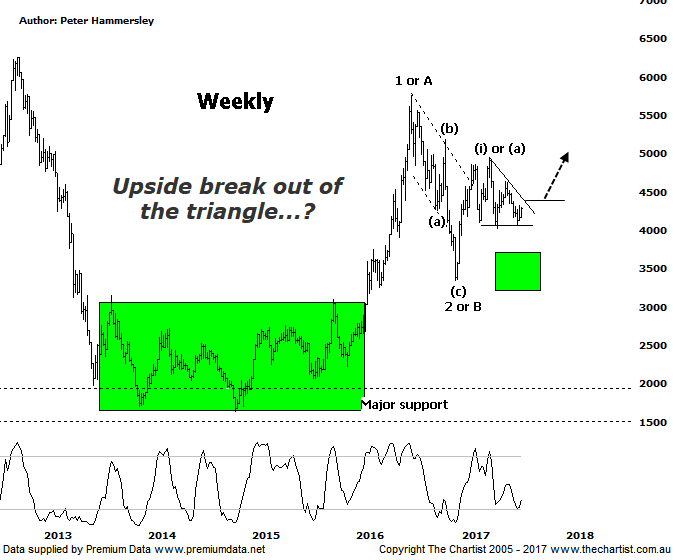 7000
Author: Peter Hammersley
6500
6000
1 or A
Weekly
5500
(b)
(i) or (a)
5000
Upside break out of
the triangle...?
4500
(a)
4000
3500
(c)
2 or B
3000
2500
2000
Major support
1500
2013 2014 2015 2016 2017 2018
Data supplied by Premium Data www.premiumdata.net Copyright The Chartist 2005 - 2017 www.thechartist.com.au